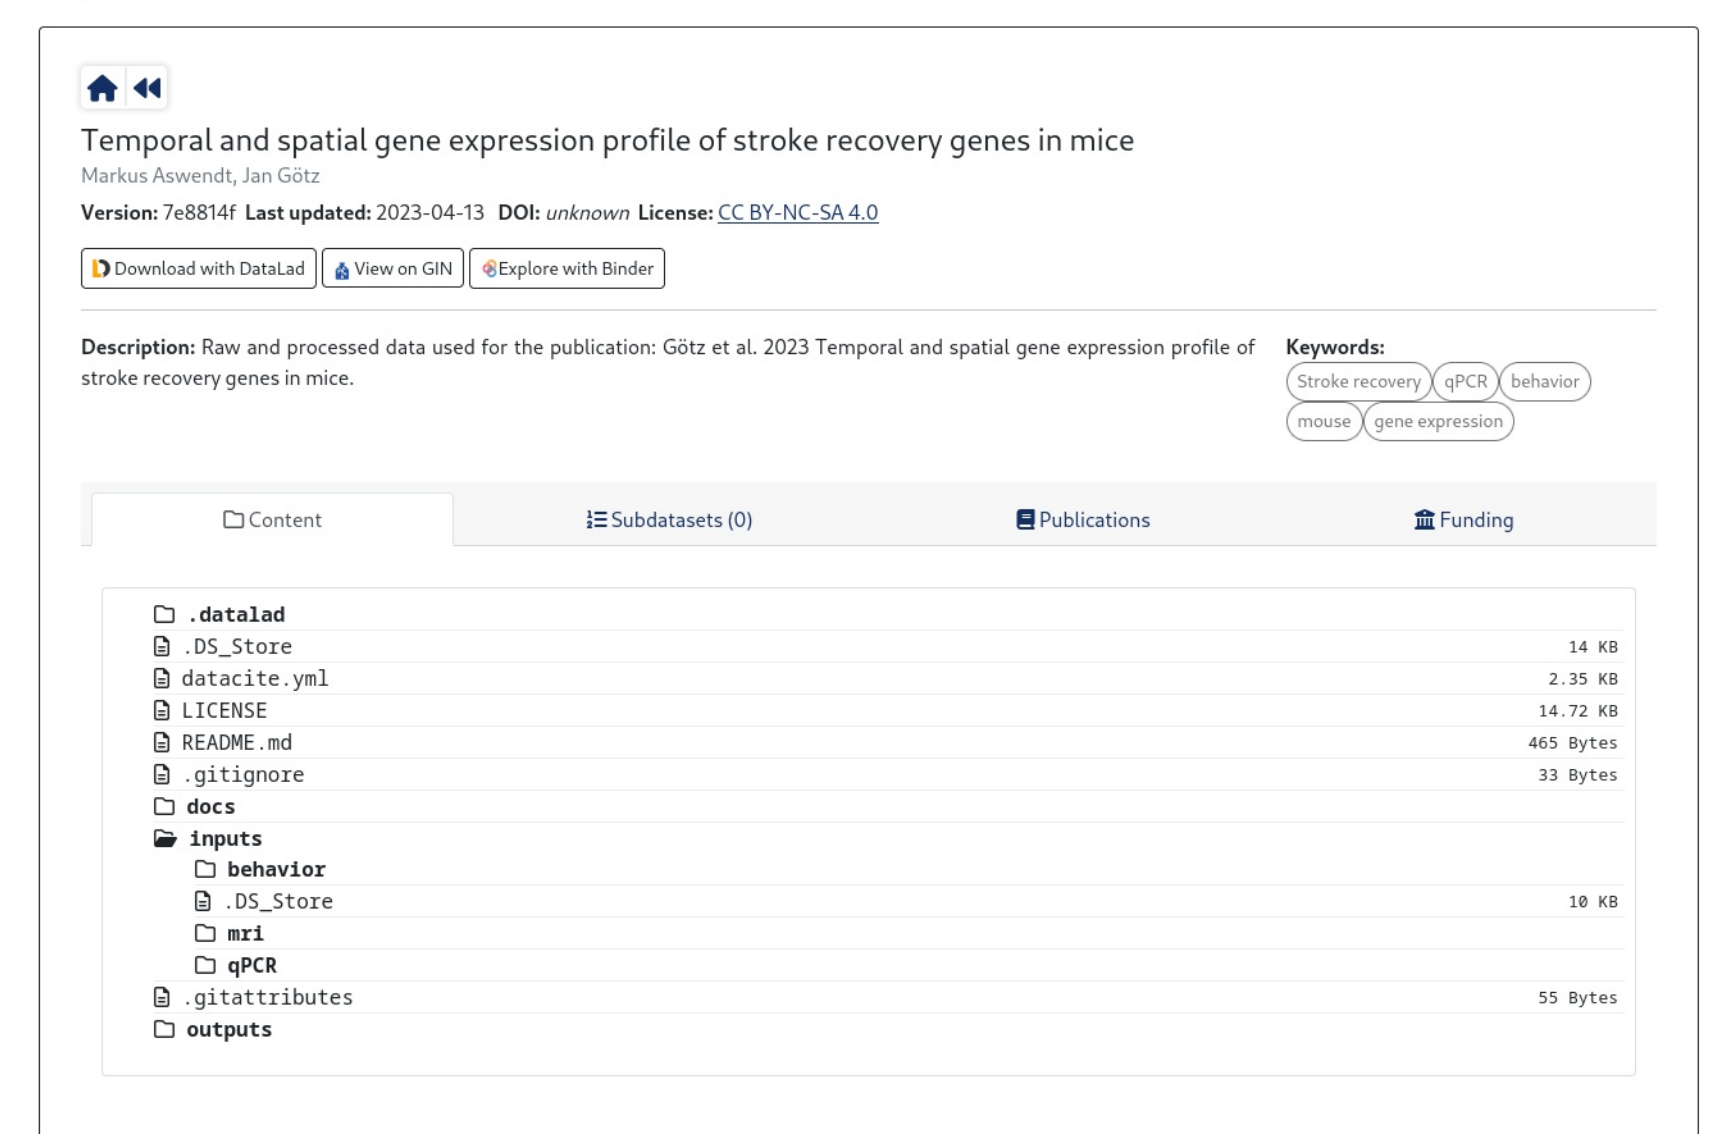 Temporal and spatial gene expression profile of stroke recovery genes in mice
Markus Aswendt, Jan Götz
Version: 7e8814f Last updated: 2023-04-13 DOI: unknown License: CC BY-NC-SA 4.0
Download with DataLad View on GIN Explore with Binder
Description: Raw and processed data used for the publication: Götz et al. 2023 Temporal and spatial gene expression profile of
stroke recovery genes in mice.
Keywords:
Stroke recovery qPCR behavior
mouse gene expression
Content Subdatasets (0) Publications Funding
.datalad
.DS_Store 14 KB
datacite.yml 2.35 KB
LICENSE 14.72 KB
README.md 465 Bytes
.gitignore 33 Bytes
docs
inputs
behavior
.DS_Store 10 KB
mri
qPCR
.gitattributes 55 Bytes
outputs